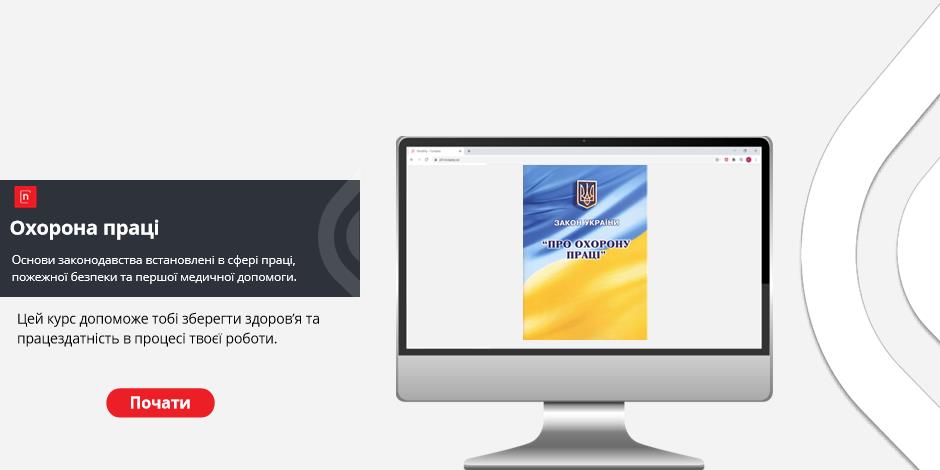 n
Охорона праці
Основи законодавства встановлені в сфері праці,
пожежної безпеки та першої медичної допомоги.
Цей курс допоможе тобі зберегти здоров’я та
працездатність в процесі твоєї роботи.
Почати
ЗАКОН УКРАЇНИ
“ПРО ОХОРОНУ
ПРАЦІ”